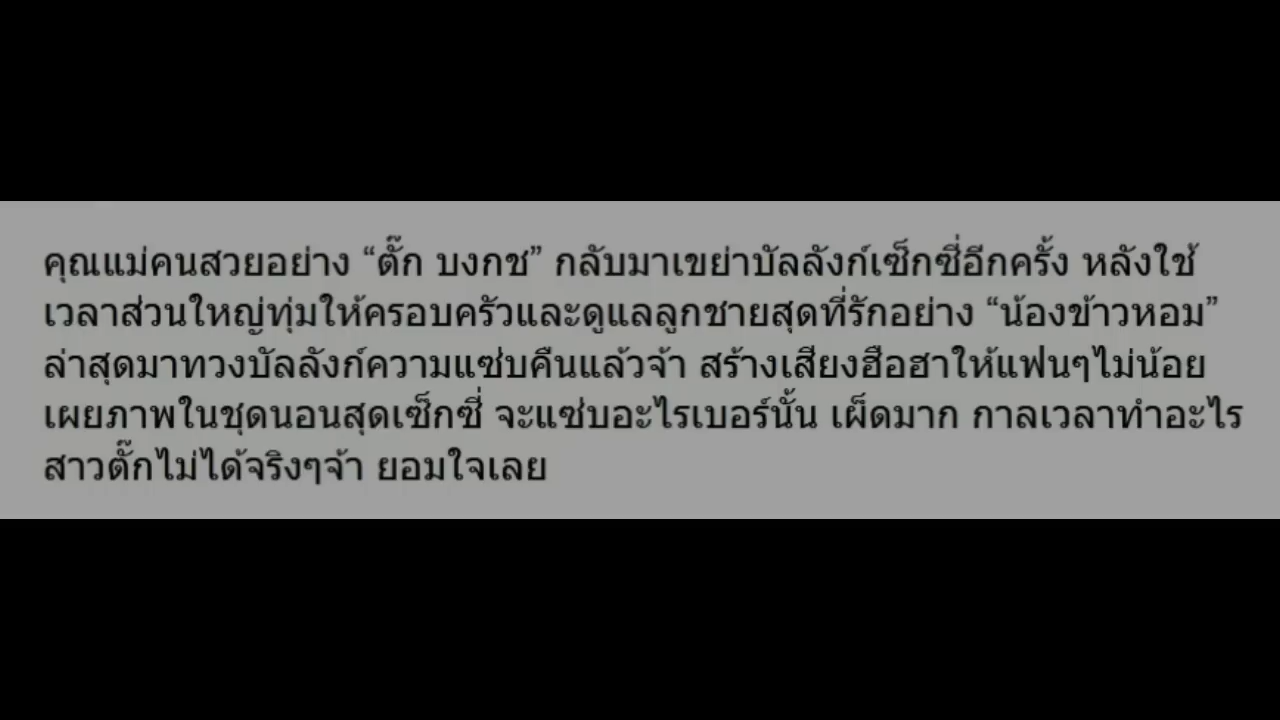 คุณแม่คนสวยอย่าง “ตั๊ก บงกช” กลับมาเขย่าบัลลังก์เซ็กซี่อีกครั้ง หลังใช้
เวลาส่วนใหญ่ทุ่มให้ครอบครัวและดูแลลูกชายสุดที่รักอย่าง “น้องข้าวหอม”
ล่าสุดมาทวงบัลลังก์ความแซ่บคืนแล้วจ้า สร้างเสียงฮือฮาให้แฟนๆไม่น้อย
เผยภาพในชุดนอนสุดเซ็กซี่ จะแซ่บอะไรเบอร์นั้น เผ็ดมาก กาลเวลาทำอะไร
สาวตั๊กไม่ได้จริงๆจ้า ยอมใจเลย